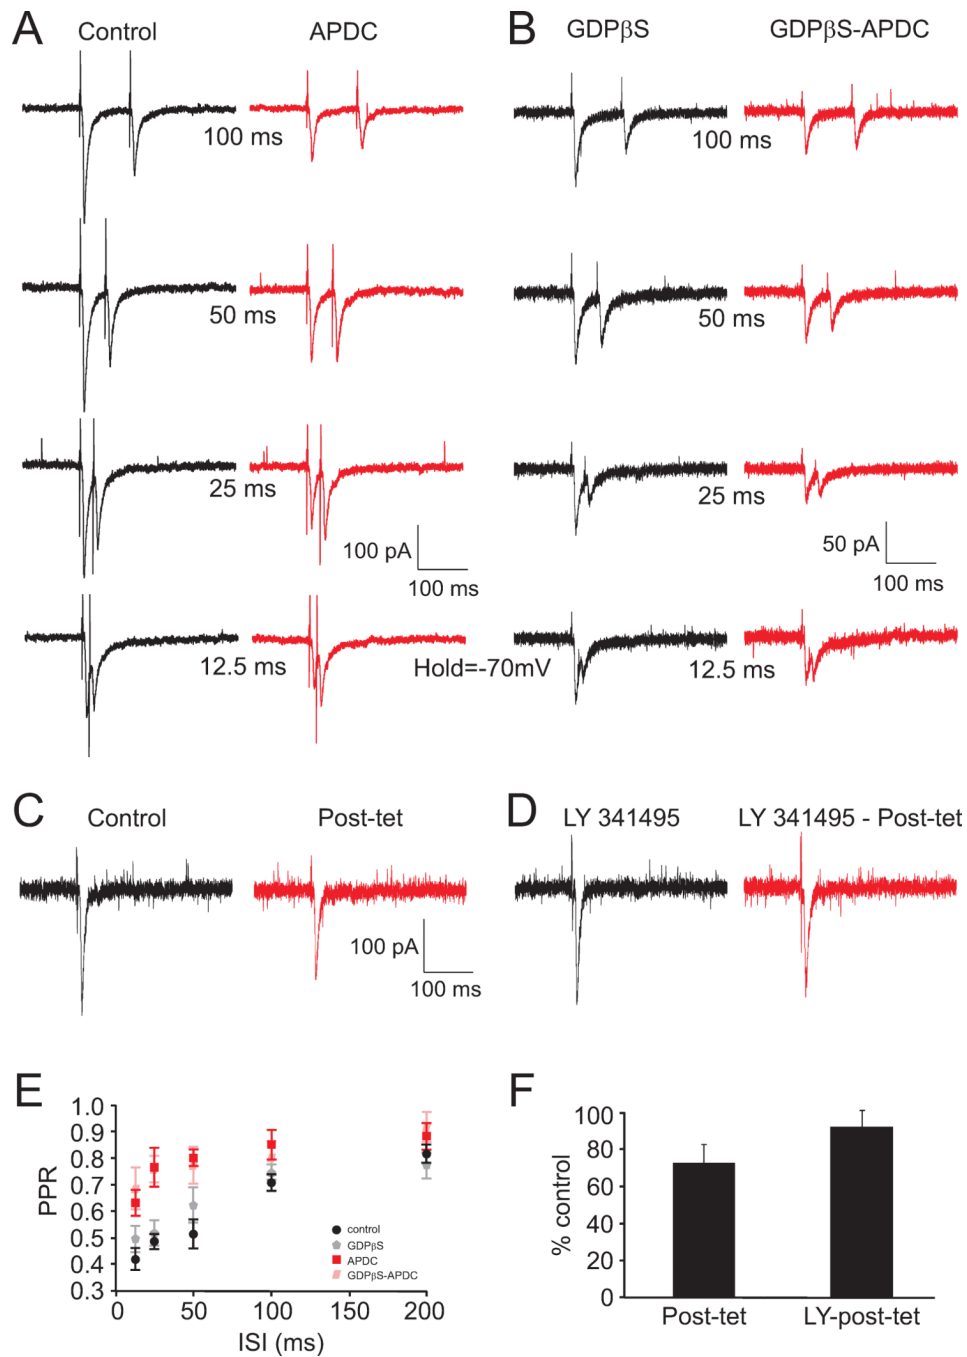 A
Control
APDC
100 ms
50 ms
25 ms
100 pA
100 ms
12.5 ms
Hold=-70mV
B
GDPβS
GDPβS-APDC
100 ms
50 ms
25 ms
50 pA
100 ms
12.5 ms
C
Control
Post-tet
100 pA
100 ms
D
LY 341495
LY 341495 - Post-tet
E
PPR
1.0
0.9
0.8
0.7
0.6
0.5
0.4
0.3
0
50
100
150
200
ISI (ms)
control
GDPβS
APDC
GDPβS-APDC
F
% control
100
80
60
40
20
0
Post-tet
LY-post-tet